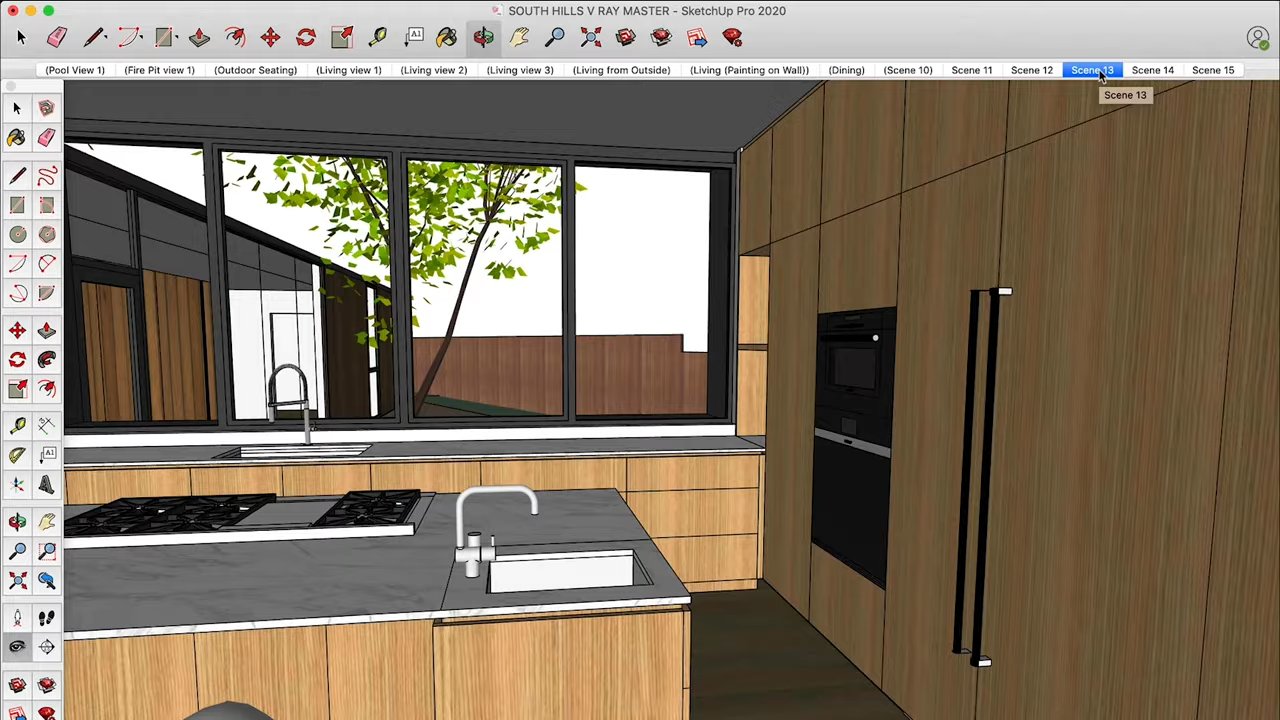 SOUTH HILLS V RAY MASTER - SketchUp Pro 2020
A1
(Pool View 1) (Fire Pit view 1) (Outdoor Seating) (Living view 1) (Living view 2) (Living view 3) (Living from Outside) (Living (Painting on Wall)) (Dining) (Scene 10) Scene 11 Scene 12 Scene 13 Scene 14 Scene 15
Scene 13
A1